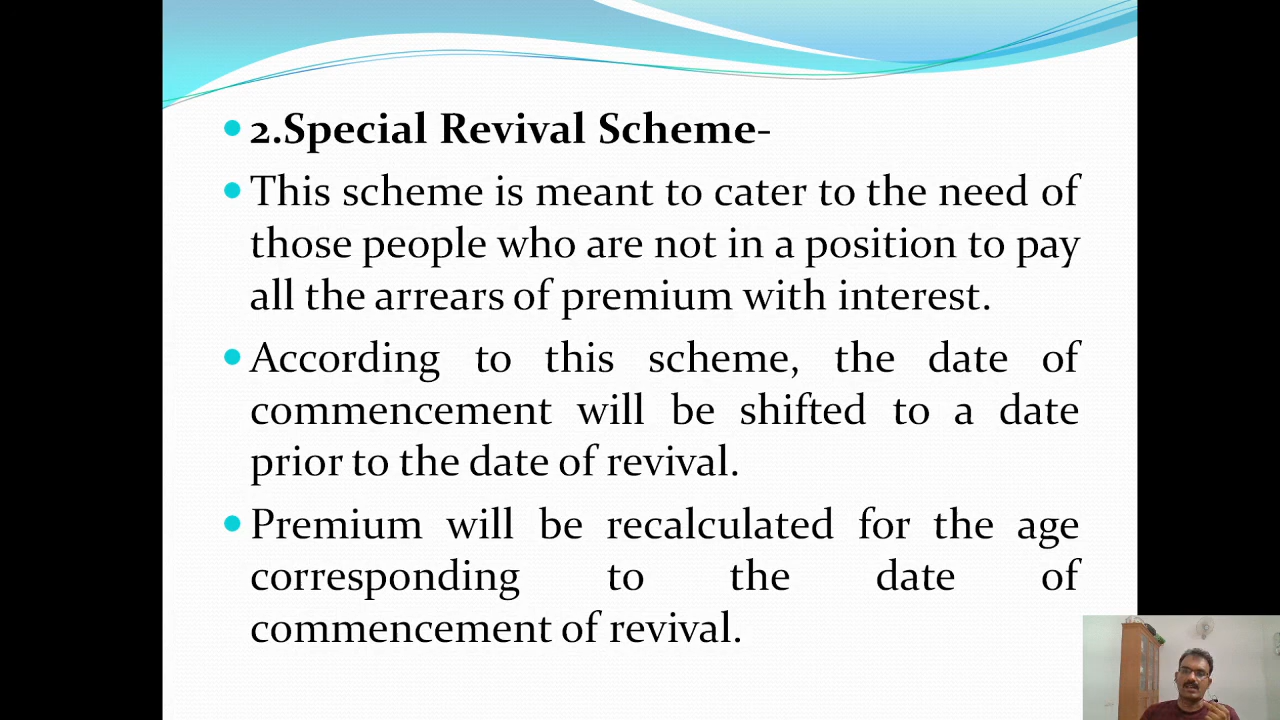 2.Special Revival Scheme-
This scheme is meant to cater to the need of
those people who are not in a position to pay
all the arrears of premium with interest.
According to this scheme, the date of
commencement will be shifted to a date
prior to the date of revival.
Premium will be recalculated for the age
corresponding to the date of
commencement of revival.